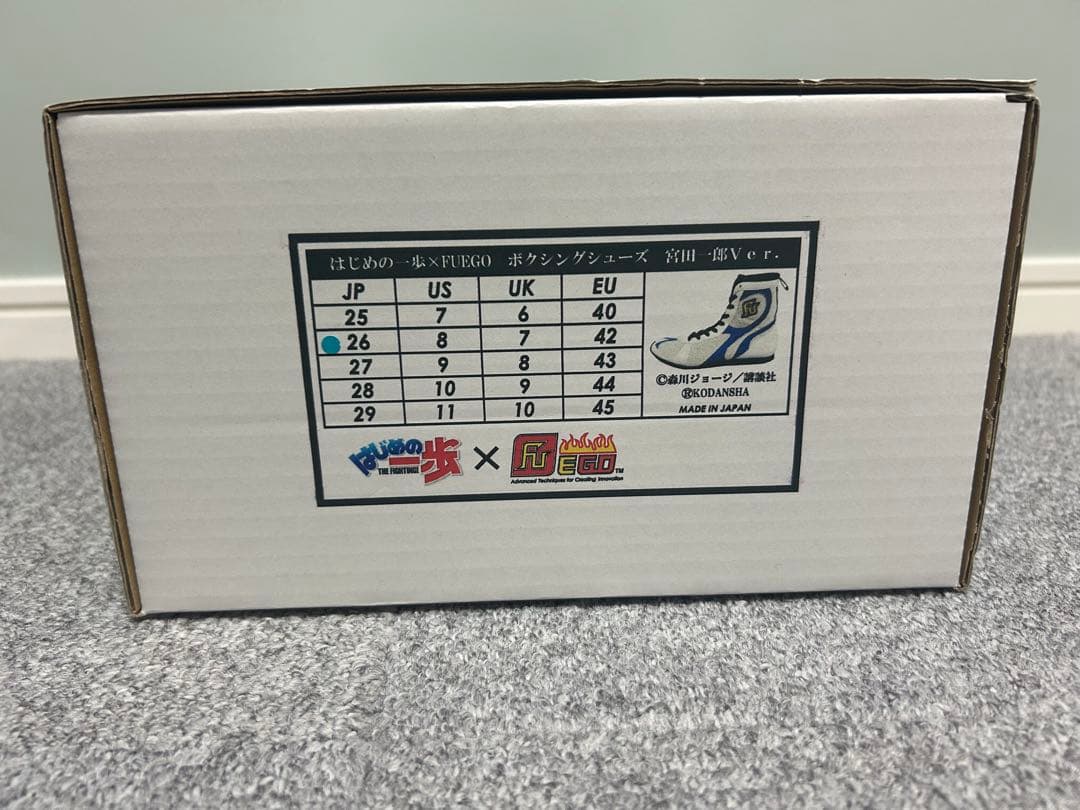 はじめの一歩×FUEGO ボクシングシューズ 宮田一郎Ver.
JP US UK EU
25 7 6 40
26 8 7 42
27 9 8 43
28 10 9 44
29 11 10 45
©森川ジョージ／講談社
ⓇKODANSHA
MADE IN JAPAN
はじめの一歩
THE FIGHTING!
×
FU EGO™
Advanced Techniques for Creating Innovation